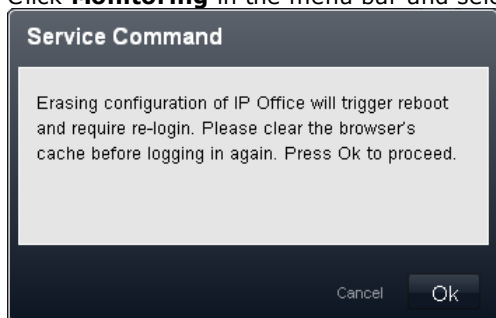 Click Monitoring in the menu bar and sele
Service Command
Erasing configuration of IP Office will trigger reboot
and require re-login. Please clear the browser's
cache before logging in again. Press Ok to proceed.
Cancel
Ok